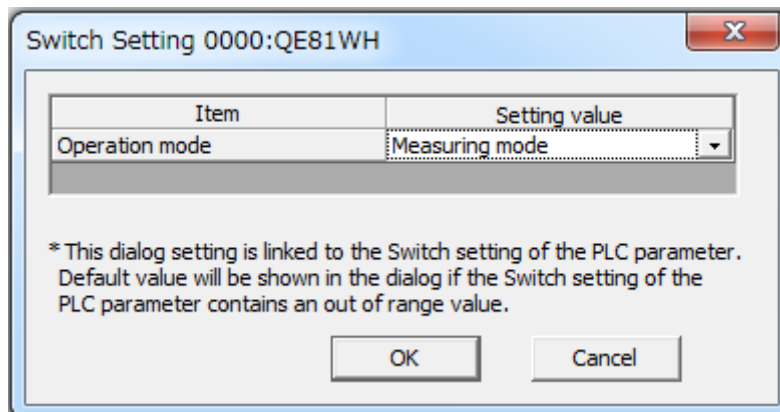 Switch Setting 0000:QE81WH
Item Setting value
Operation mode Measuring mode
* This dialog setting is linked to the Switch setting of the PLC parameter.
Default value will be shown in the dialog if the Switch setting of the
PLC parameter contains an out of range value.
OK Cancel